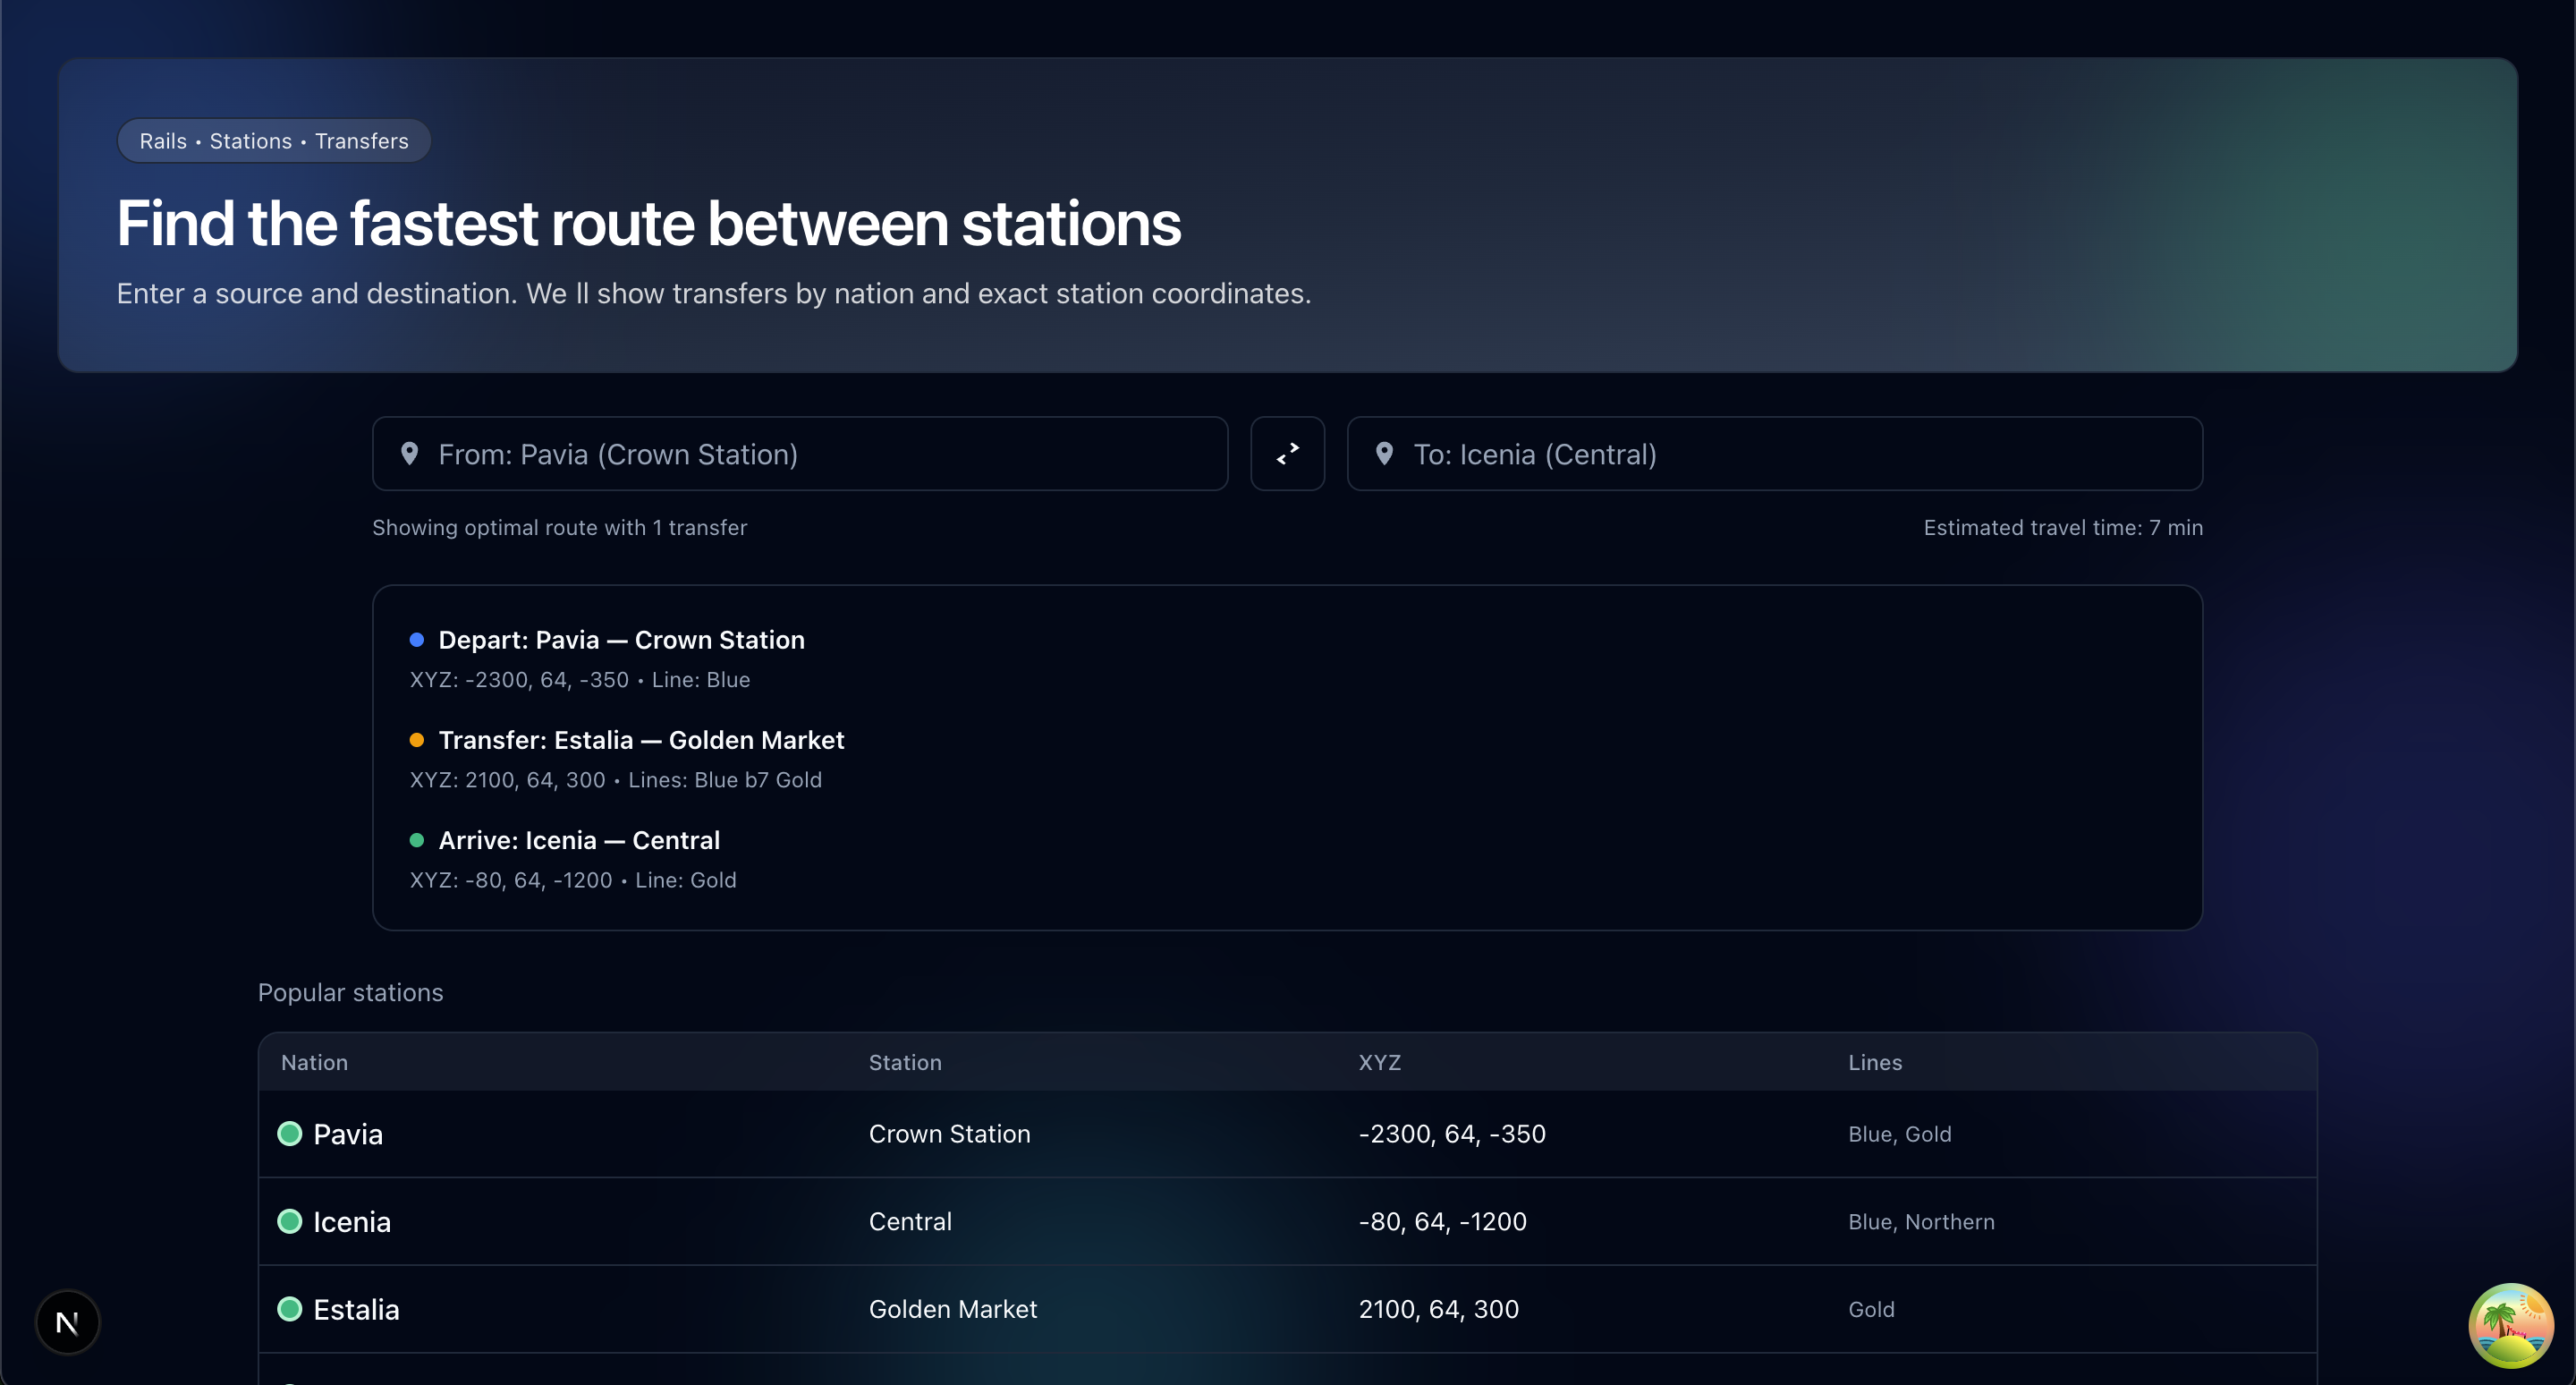 Rails • Stations • Transfers
Find the fastest route between stations
Enter a source and destination. We ll show transfers by nation and exact station coordinates.
From: Pavia (Crown Station)
To: Icenia (Central)
Showing optimal route with 1 transfer
Estimated travel time: 7 min
Depart: Pavia — Crown Station
XYZ: -2300, 64, -350 • Line: Blue
Transfer: Estalia — Golden Market
XYZ: 2100, 64, 300 • Lines: Blue b7 Gold
Arrive: Icenia — Central
XYZ: -80, 64, -1200 • Line: Gold
Popular stations
Nation Station XYZ Lines
Pavia Crown Station -2300, 64, -350 Blue, Gold
Icenia Central -80, 64, -1200 Blue, Northern
Estalia Golden Market 2100, 64, 300 Gold
N